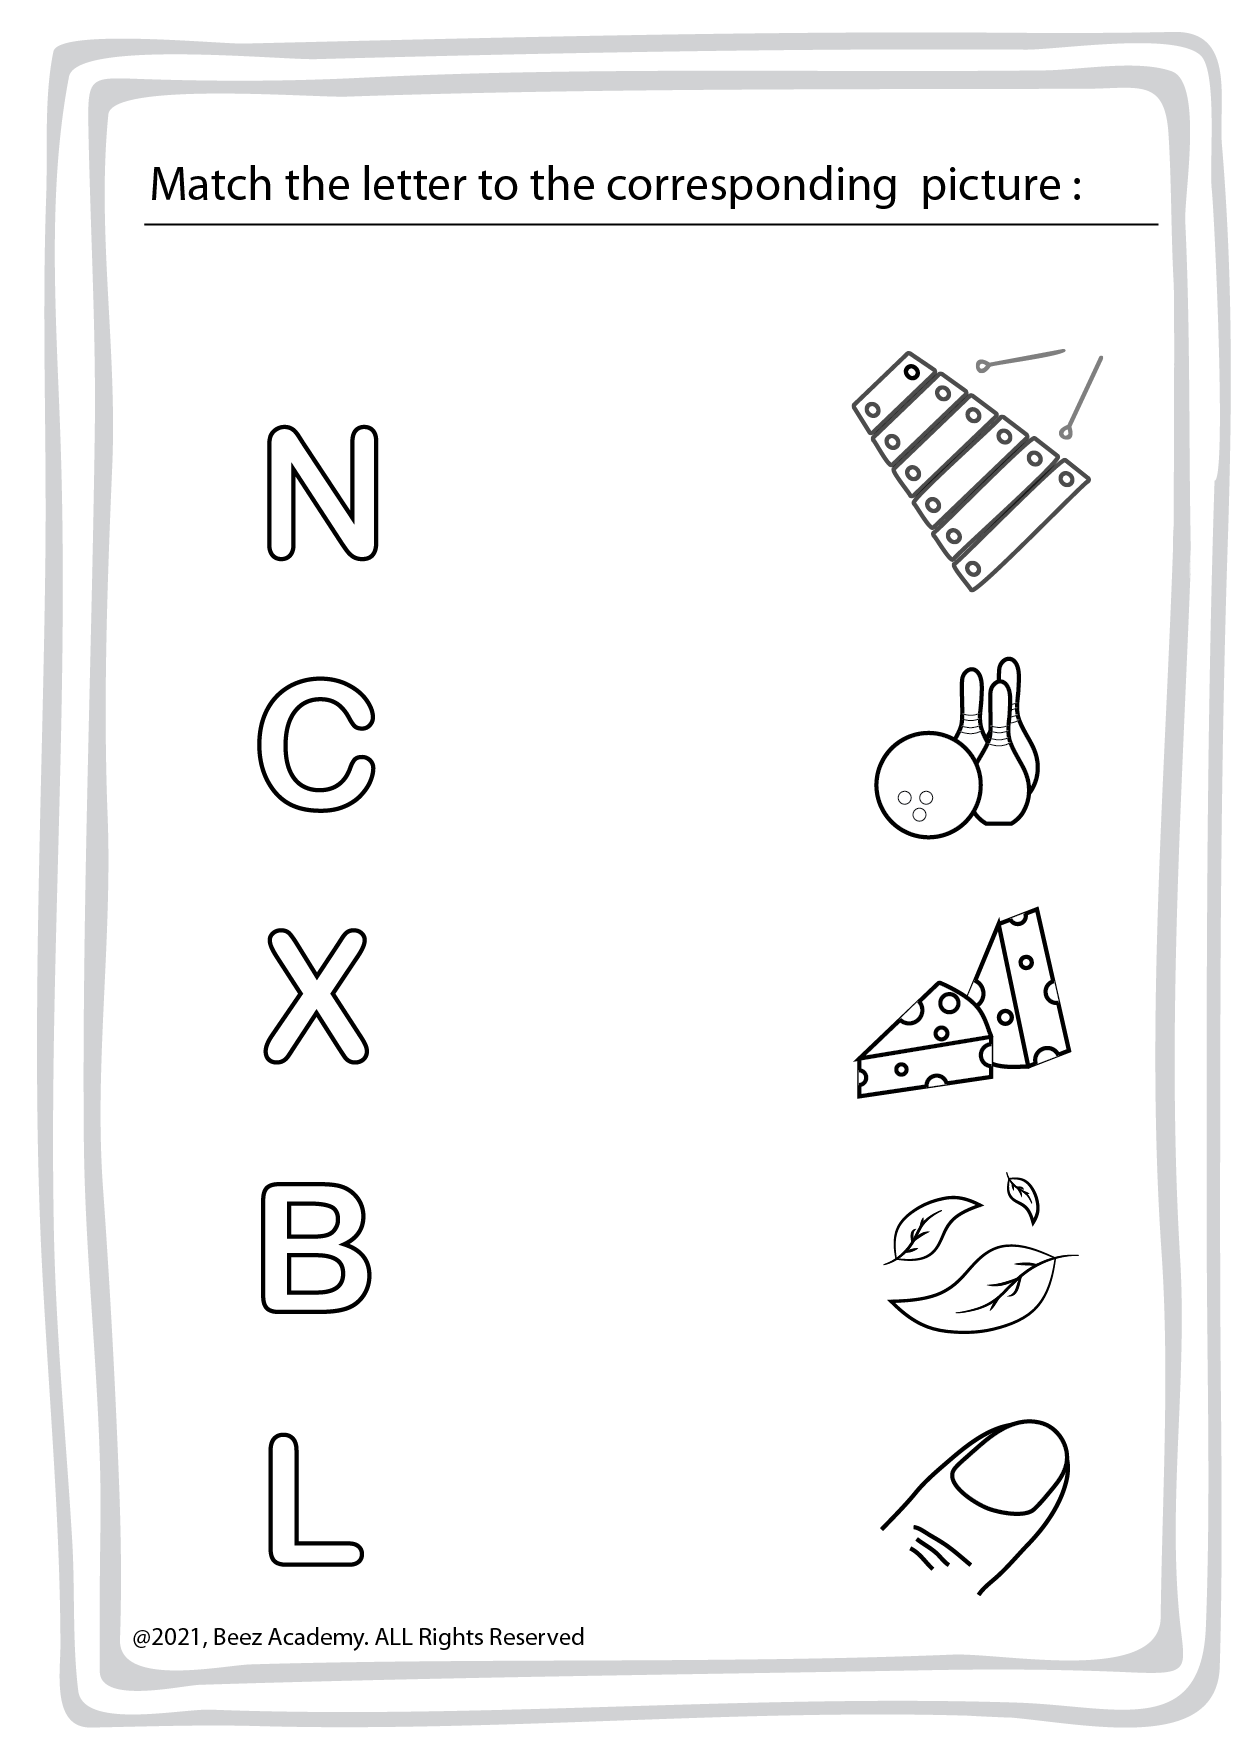 Match the letter to the corresponding picture :
N
C
X
B
L
@2021, Beez Academy. ALL Rights Reserved